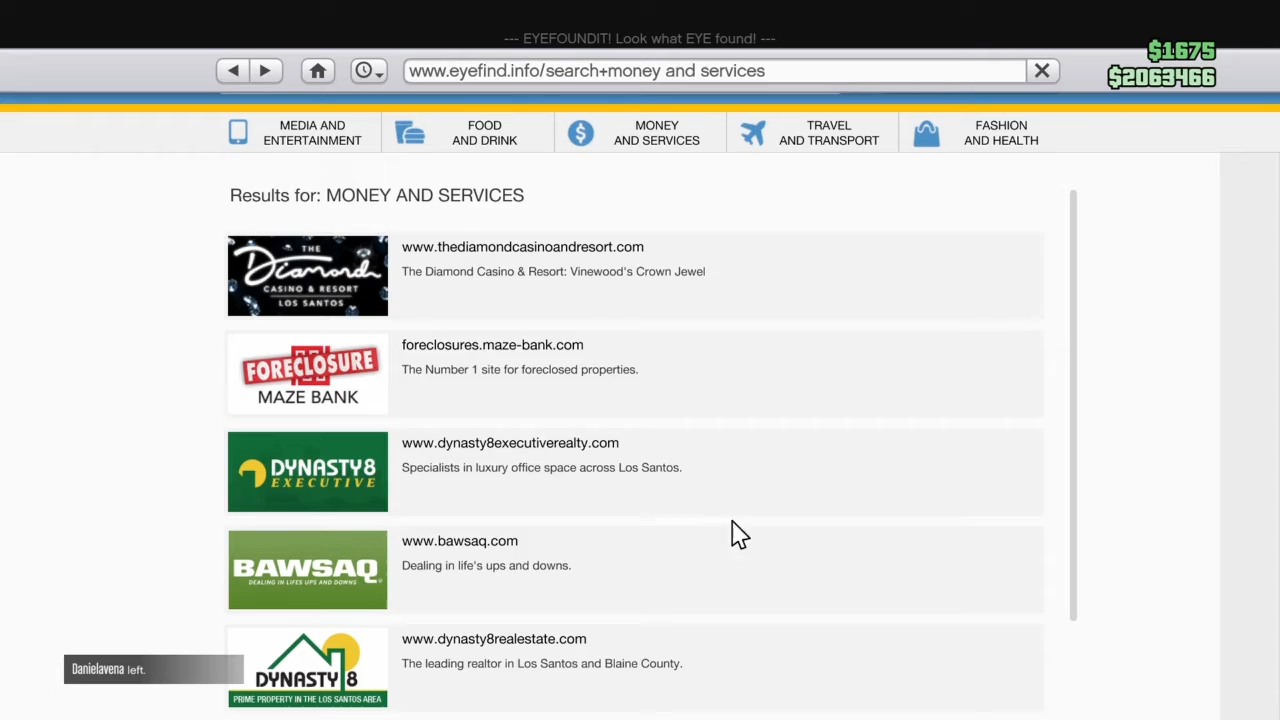 --- EYEFOUNDIT! Look what EYE found! ---
$1675
www.eyefind.info/search+money and services
$2063466
MEDIA AND
ENTERTAINMENT
FOOD
AND DRINK
MONEY
AND SERVICES
TRAVEL
AND TRANSPORT
FASHION
AND HEALTH
Results for: MONEY AND SERVICES
THE
Diamond
CASINO & RESORT
LOS SANTOS
www.thediamondcasinoandresort.com
The Diamond Casino & Resort: Vinewood's Crown Jewel
FORECLOSURE
MAZE BANK
foreclosures.maze-bank.com
The Number 1 site for foreclosed properties.
DYNASTY8
EXECUTIVE
www.dynasty8executiverealty.com
Specialists in luxury office space across Los Santos.
BAWSAQ
DEALING IN LIFES UPS AND DOWNS
www.bawsaq.com
Dealing in life's ups and downs.
DYNASTY 8
PRIME PROPERTY IN THE LOS SANTOS AREA
www.dynasty8realestate.com
The leading realtor in Los Santos and Blaine County.
Danielavena left.